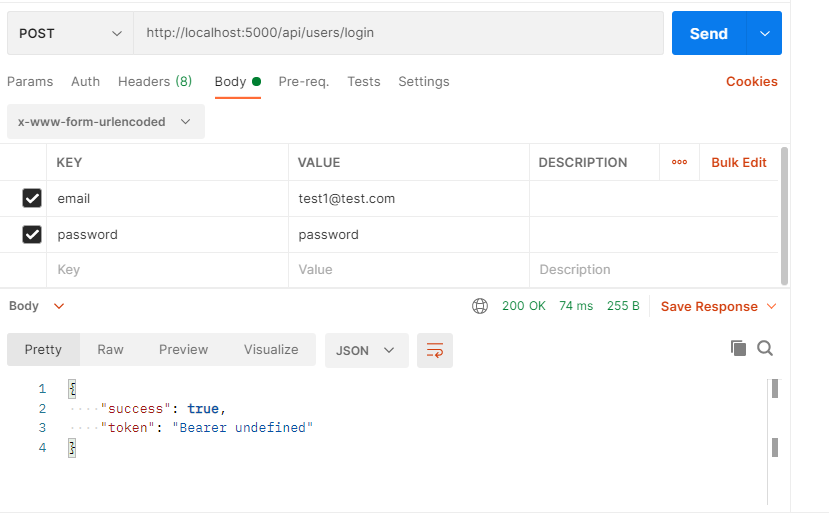 POST http://localhost:5000/api/users/login Send
Params Auth Headers (8) Body Pre-req. Tests Settings Cookies
x-www-form-urlencoded
KEY VALUE DESCRIPTION ooo Bulk Edit
email test1@test.com
password password
Key Value Description
Body 200 OK 74 ms 255 B Save Response
Pretty Raw Preview Visualize JSON
1 {
2 ····"success": true,
3 ····"token": "Bearer undefined"
4 }